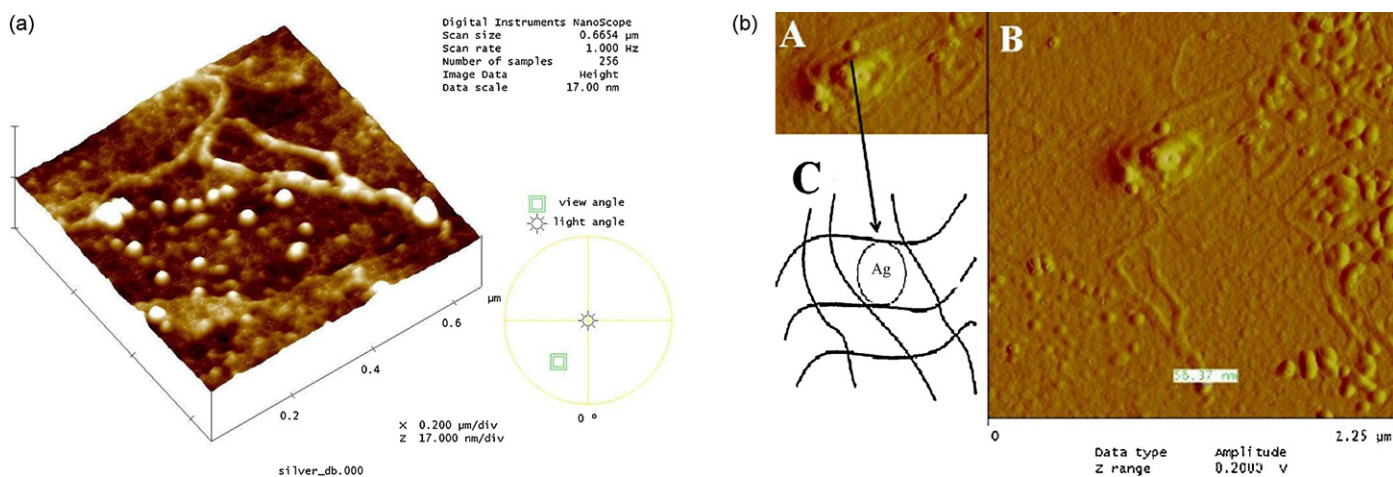 (a)
Digital Instruments NanoScope
Scan size 0.6654 µm
Scan rate 1.000 Hz
Number of samples 256
Image Data Height
Data scale 17.00 nm
view angle
light angle
µm
0.6
0.4
0.2
0 º
X 0.200 µm/div
Z 17.000 nm/div
silver_db.000
(b)
A
B
C
Ag
56.37 nm
0 2.25 µm
Data type Amplitude
Z range 0.2000 V